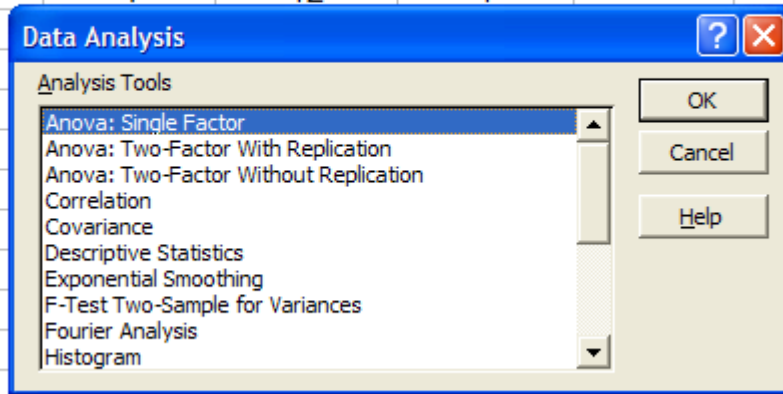 Data Analysis
Analysis Tools
Anova: Single Factor
Anova: Two-Factor With Replication
Anova: Two-Factor Without Replication
Correlation
Covariance
Descriptive Statistics
Exponential Smoothing
F-Test Two-Sample for Variances
Fourier Analysis
Histogram
OK
Cancel
Help